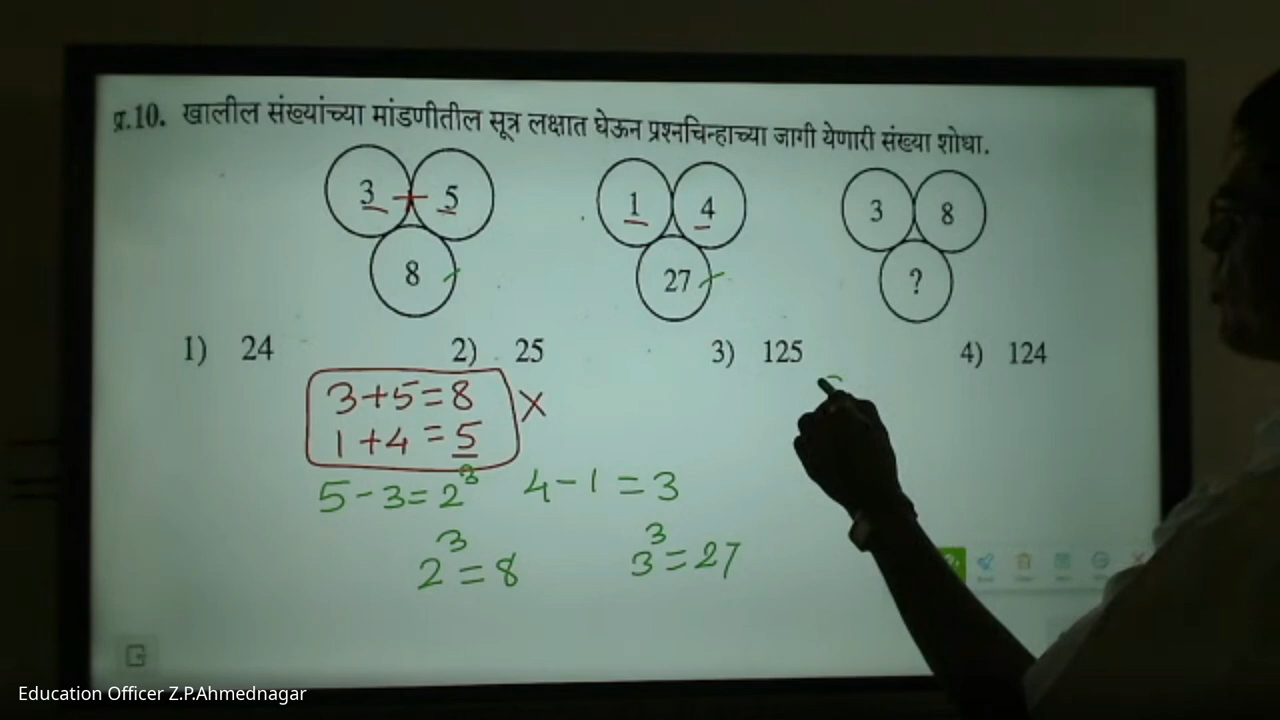 प्र.10. खालील संख्यांच्या मांडणीतील सूत्र लक्षात घेऊन प्रश्नचिन्हाच्या जागी येणारी संख्या शोधा.
3 + 5 1 4 3 8
8 27 ?
1) 24 2) 25 3) 125 4) 124
3+5=8
1+4=5 X
5-3=2³ 4-1=3
2³=8 3³=27
Education Officer Z.P.Ahmednagar